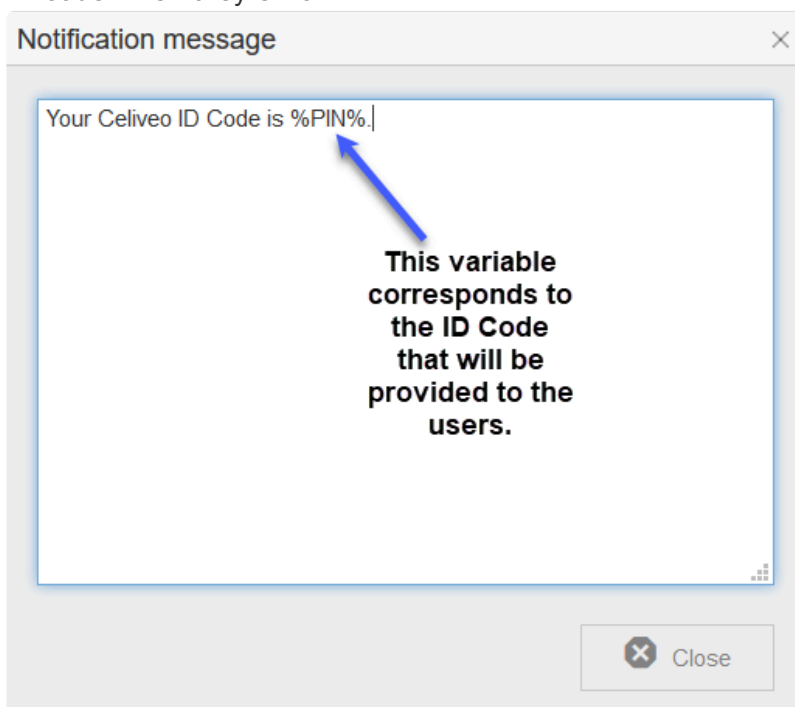 Notification message
Your Celiveo ID Code is %PIN%.
This variable
corresponds to
the ID Code
that will be
provided to the
users.
Close